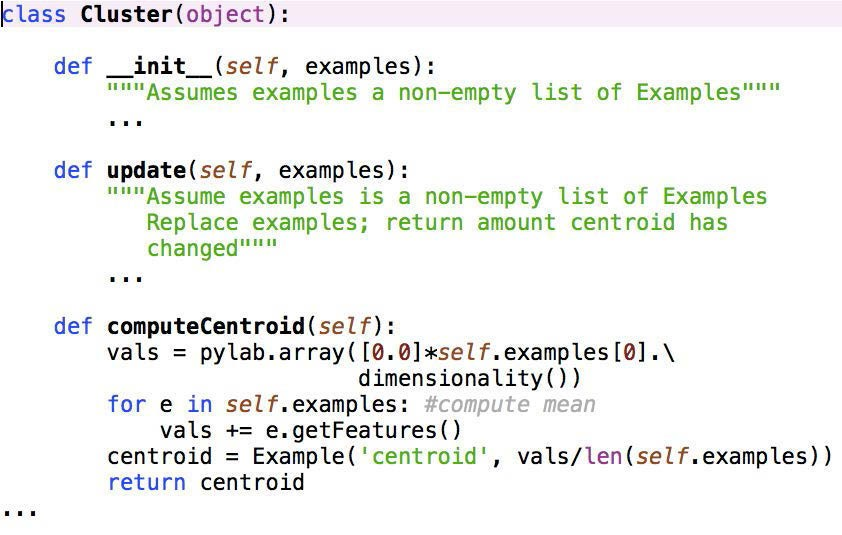 class Cluster(object):
def __init__(self, examples):
"""Assumes examples a non-empty list of Examples"""
...
def update(self, examples):
"""Assume examples is a non-empty list of Examples
Replace examples; return amount centroid has
changed"""
...
def computeCentroid(self):
vals = pylab.array([0.0]*self.examples[0].\
dimensionality())
for e in self.examples: #compute mean
vals += e.getFeatures()
centroid = Example('centroid', vals/len(self.examples))
return centroid
...